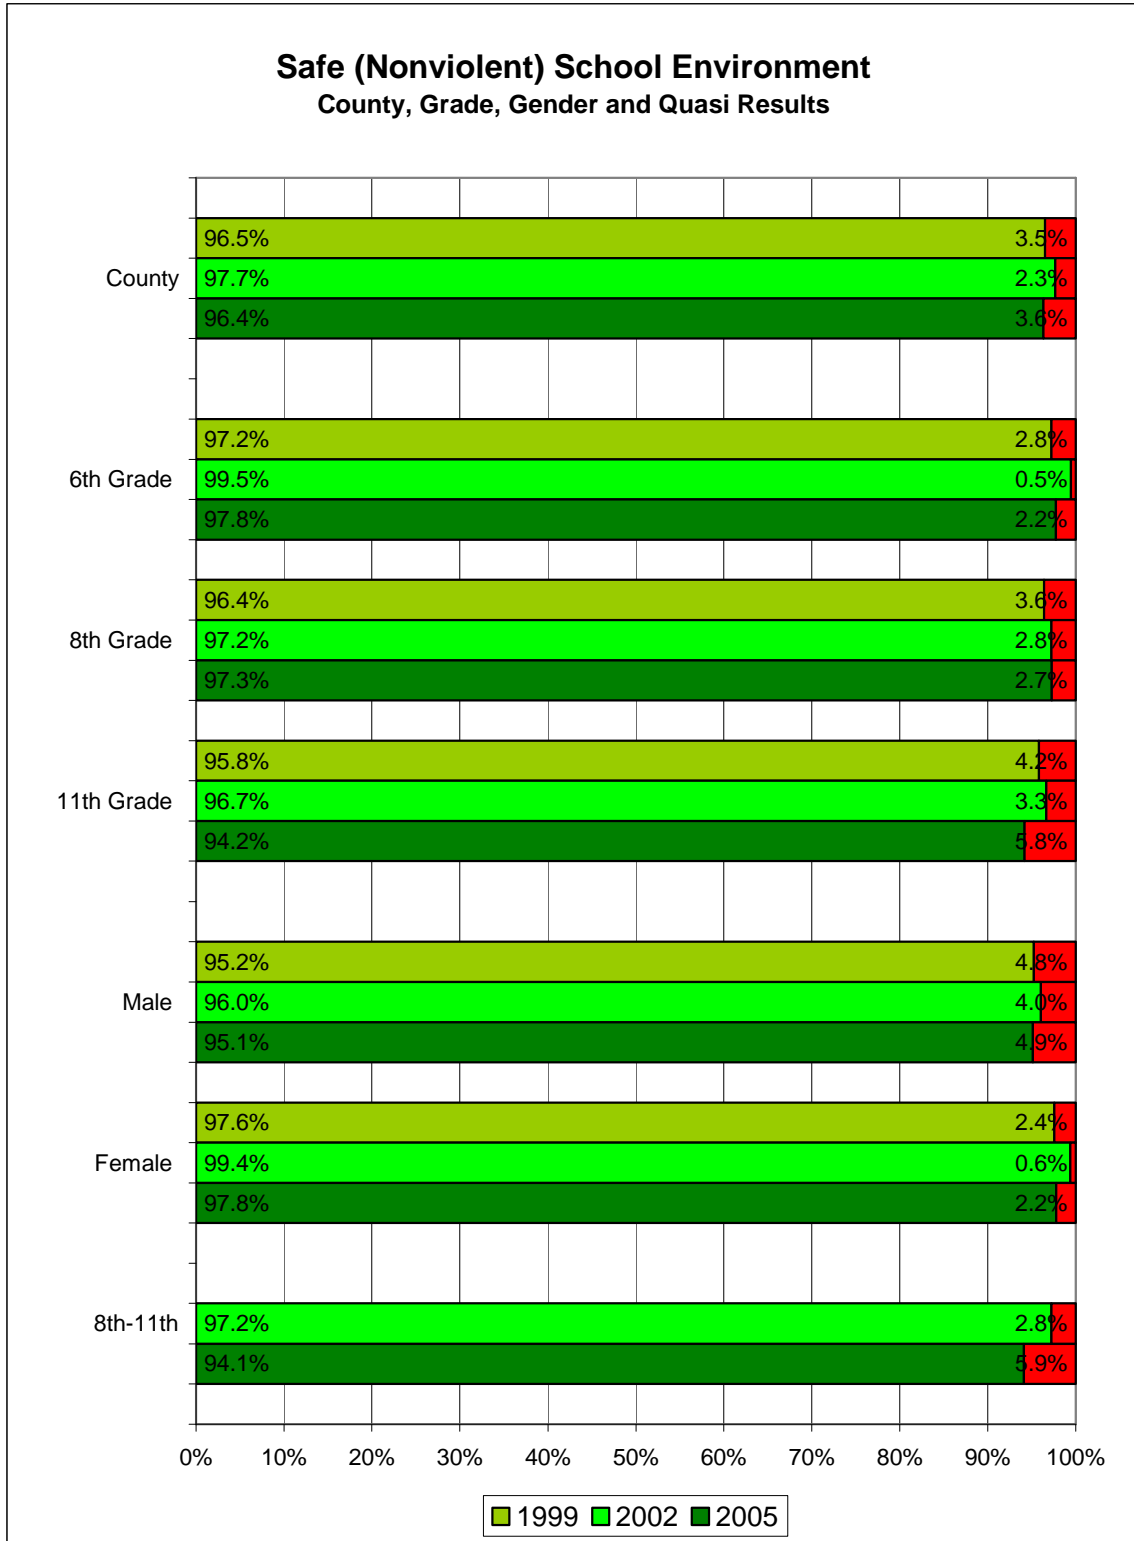 Safe (Nonviolent) School Environment
County, Grade, Gender and Quasi Results
96.5% 3.5%
County 97.7% 2.3%
96.4% 3.6%
97.2% 2.8%
6th Grade 99.5% 0.5%
97.8% 2.2%
96.4% 3.6%
8th Grade 97.2% 2.8%
97.3% 2.7%
95.8% 4.2%
11th Grade 96.7% 3.3%
94.2% 5.8%
95.2% 4.8%
Male 96.0% 4.0%
95.1% 4.9%
97.6% 2.4%
Female 99.4% 0.6%
97.8% 2.2%
8th-11th 97.2% 2.8%
94.1% 5.9%
0% 10% 20% 30% 40% 50% 60% 70% 80% 90% 100%
1999 2002 2005